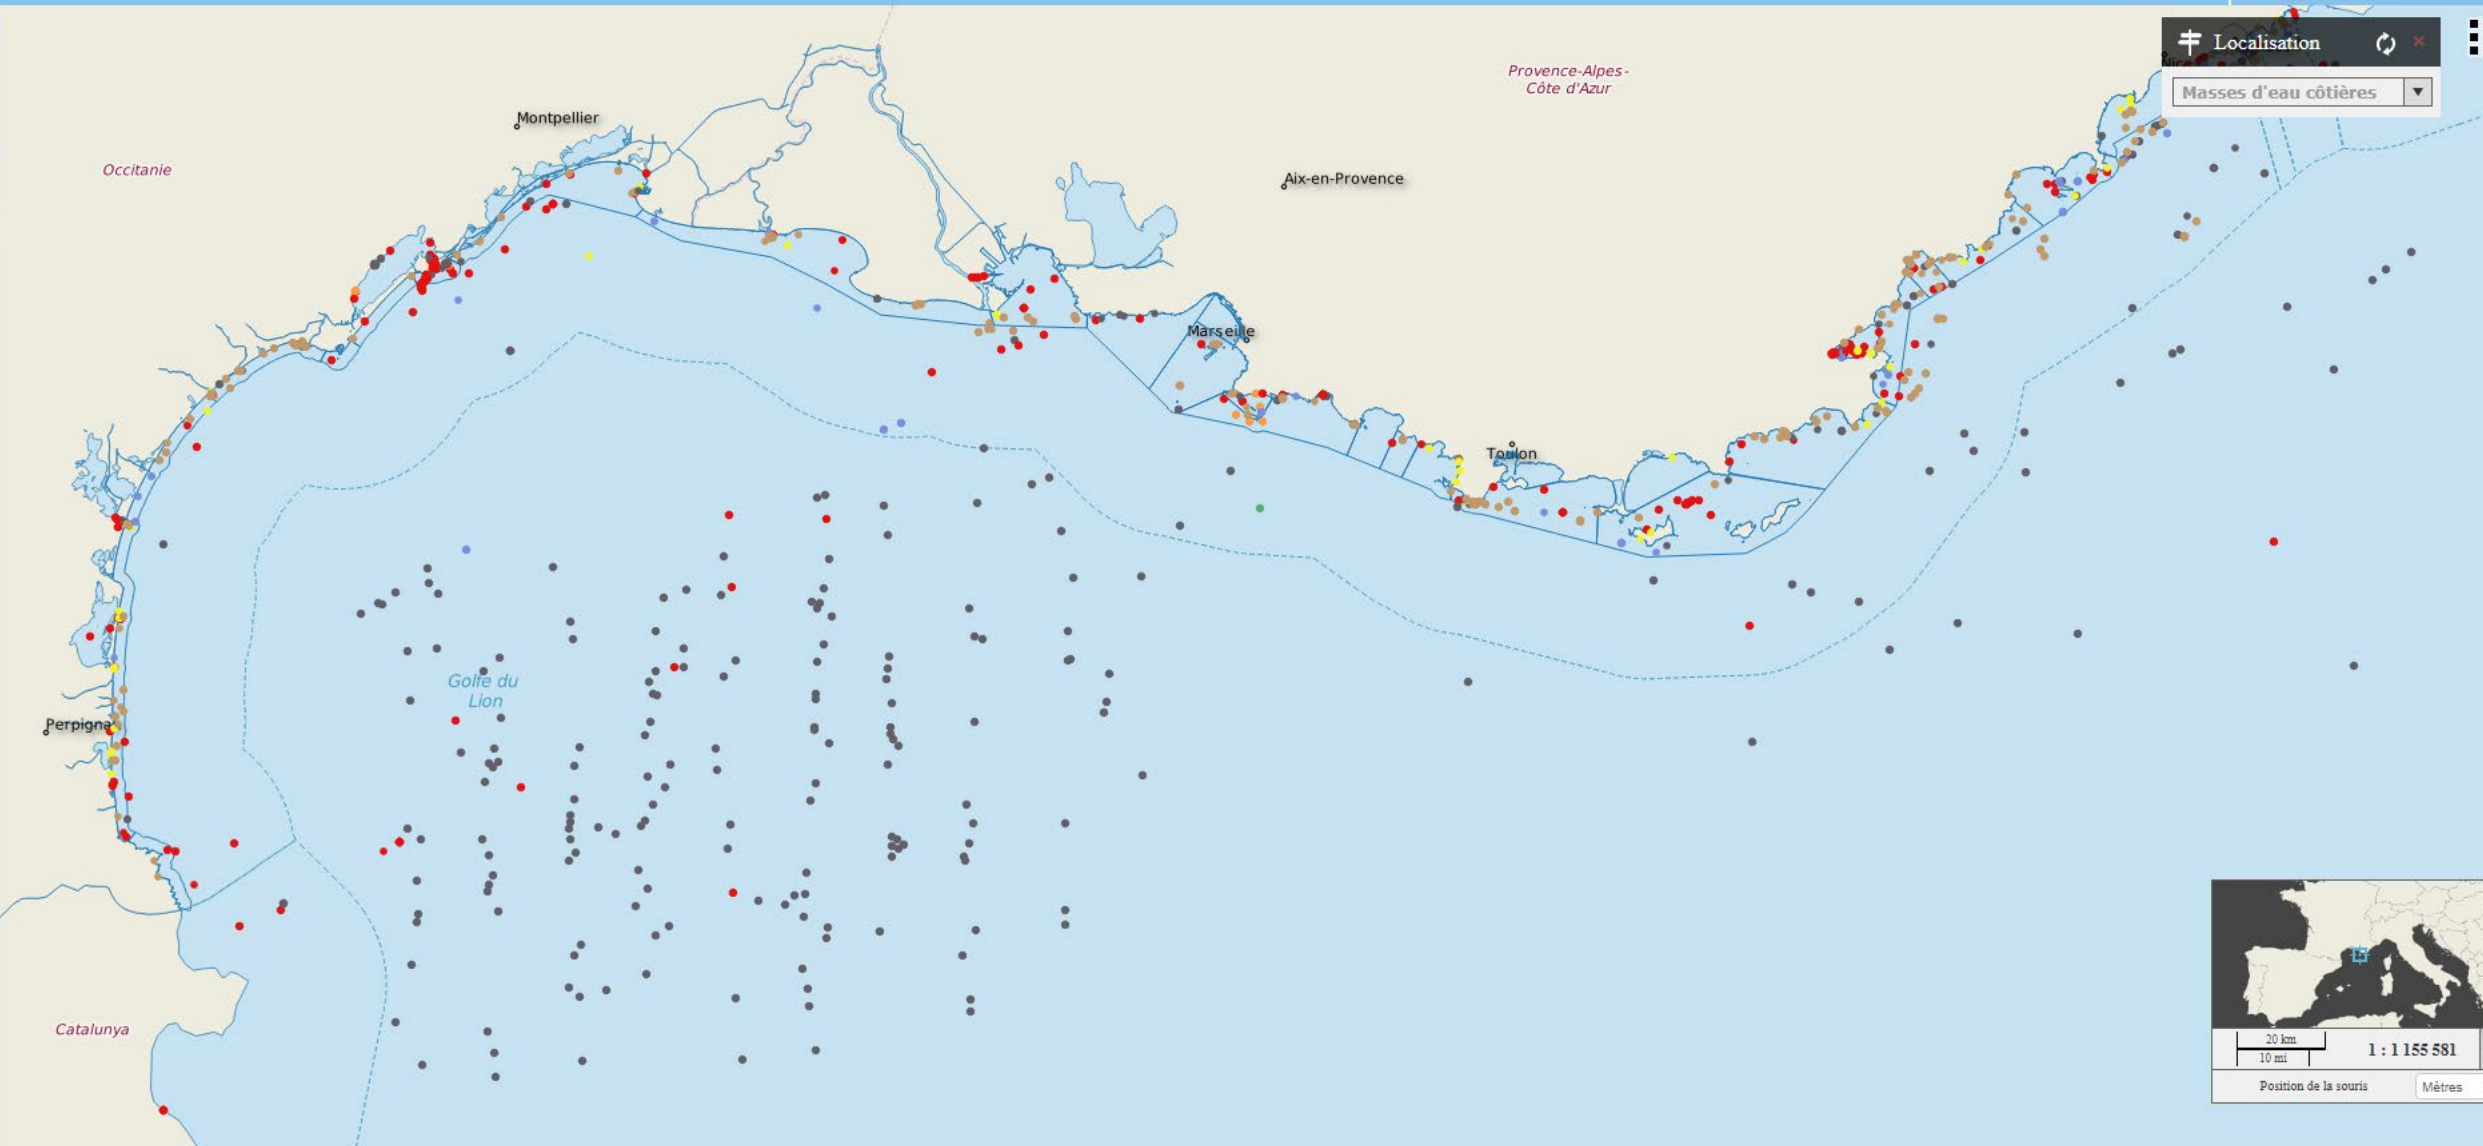 Localisation
Masses d'eau côtières
Nice
Provence-Alpes-
Côte d'Azur
Montpellier
Occitanie
Aix-en-Provence
Marseille
Toulon
Golfe du
Lion
Perpigna
Catalunya
20 km
10 mi
1 : 1 155 581
Position de la souris
Mètres